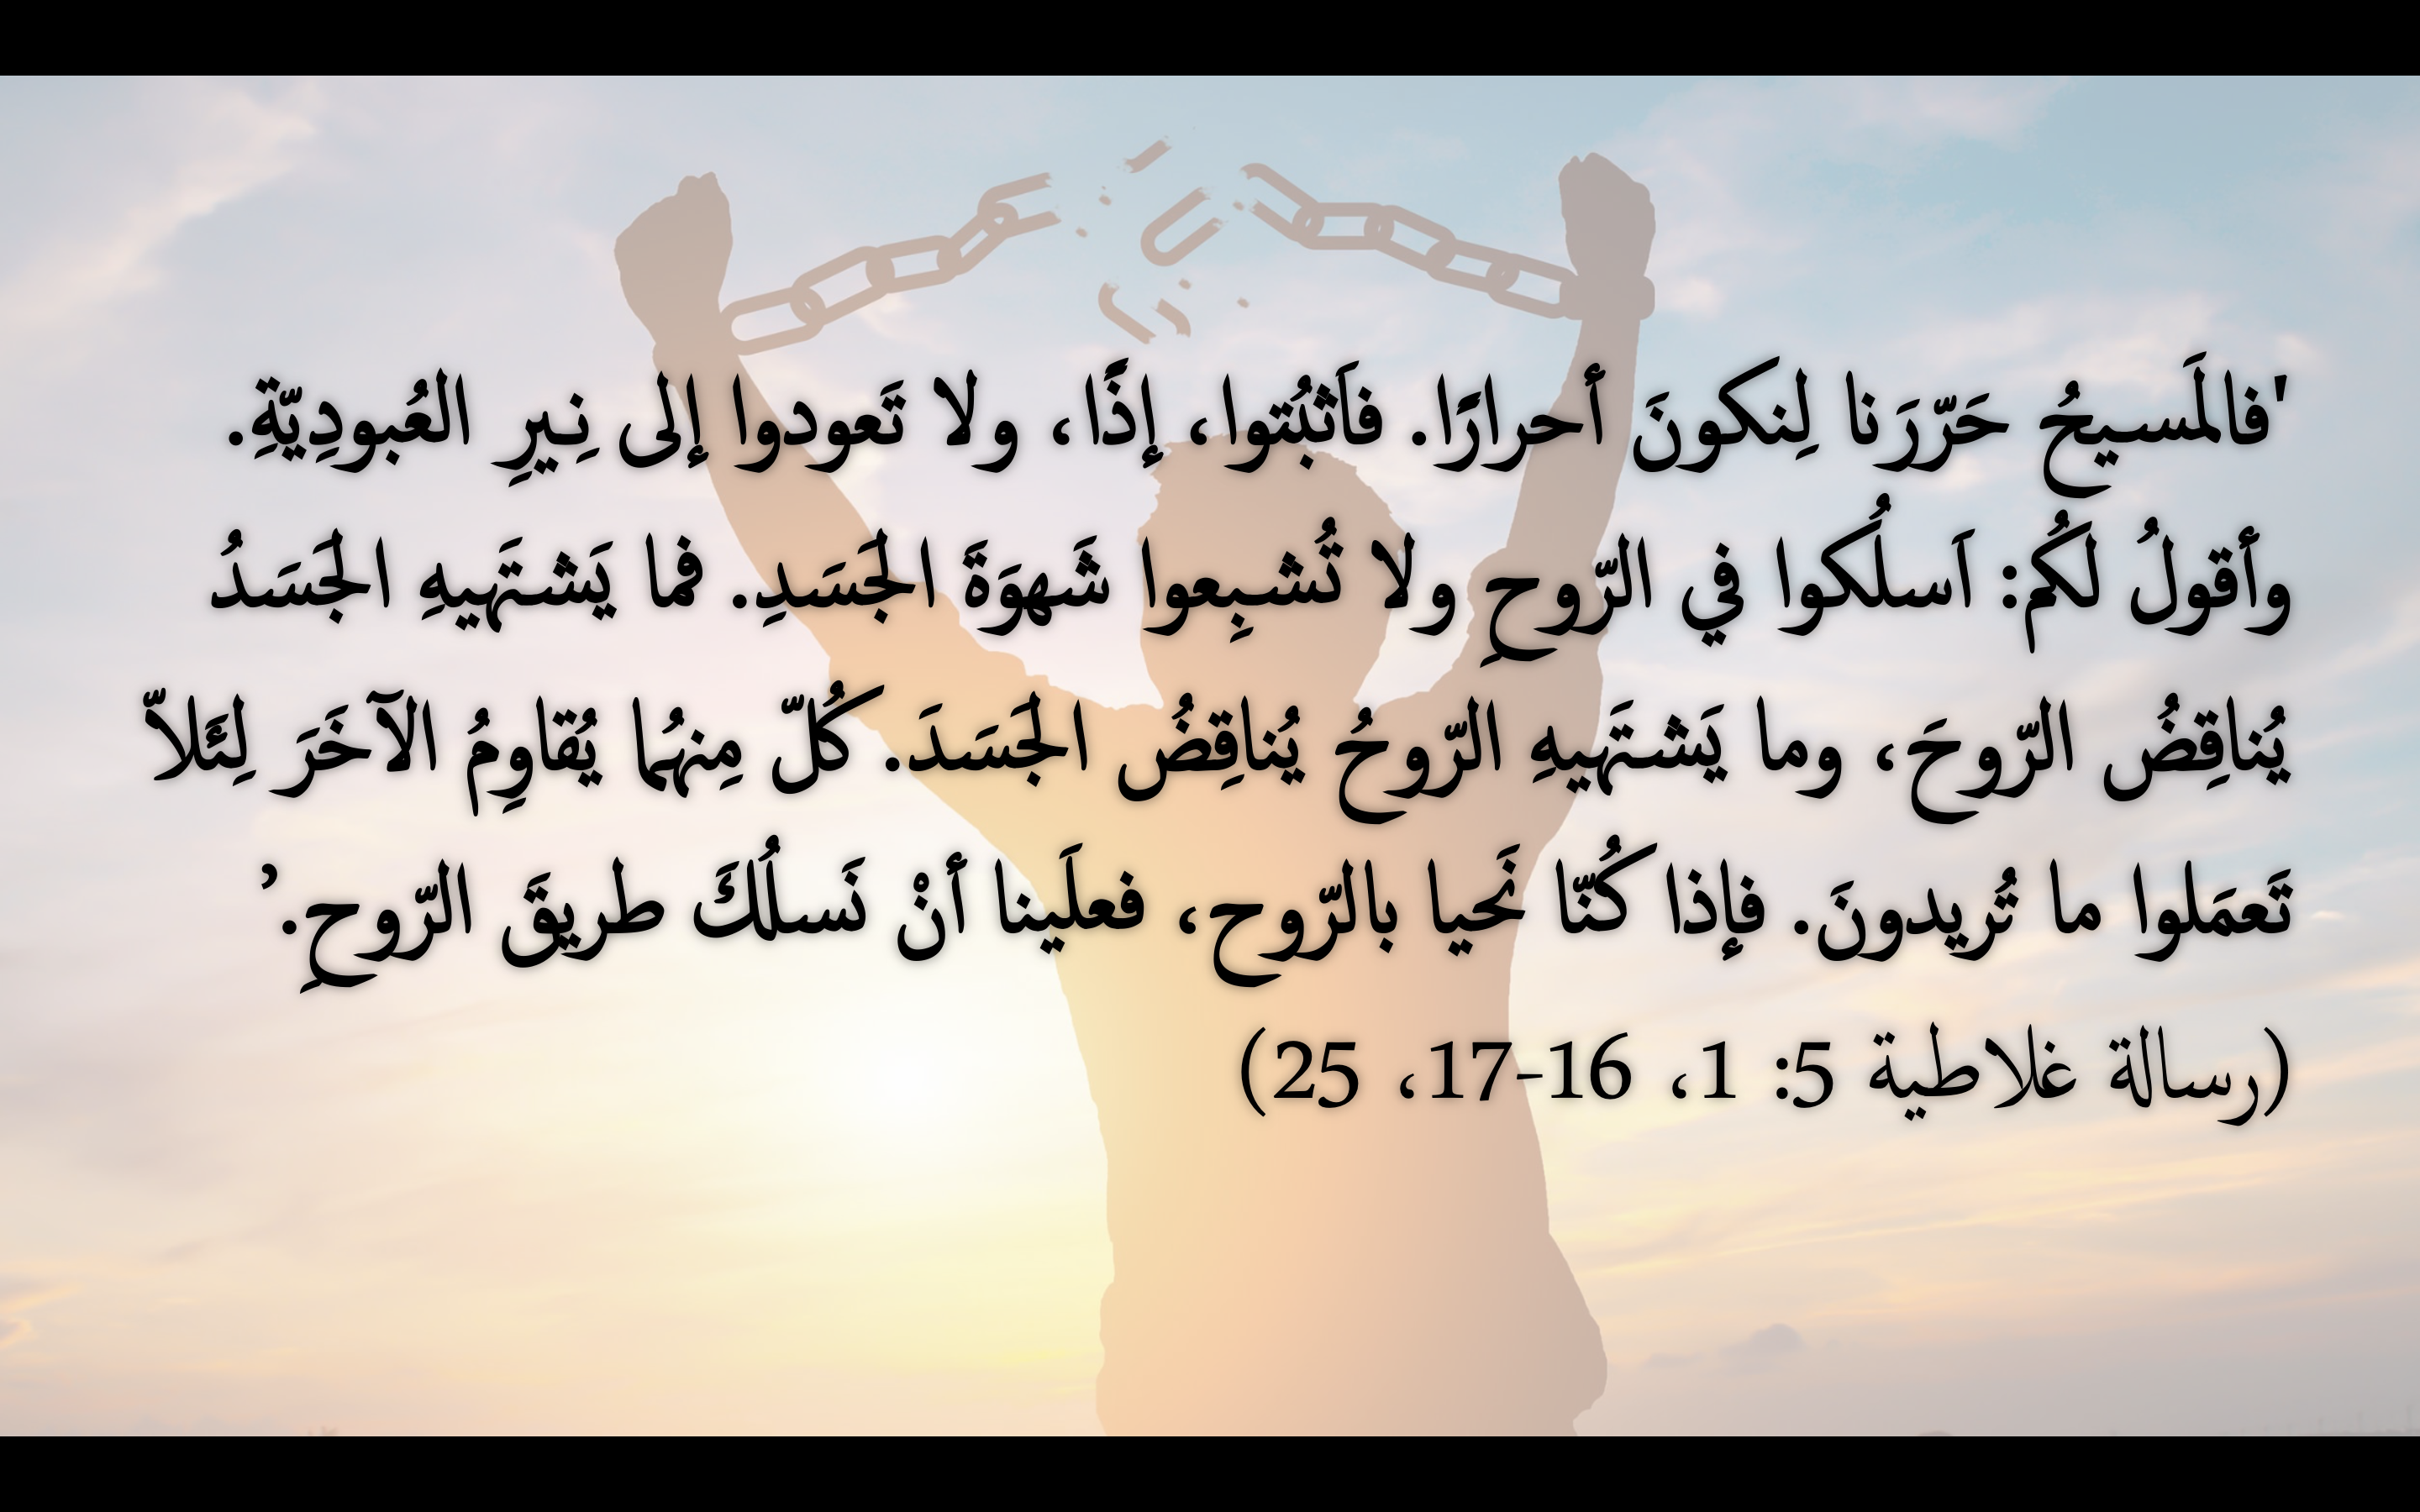 'فالمَسيحُ حَرّرَنا لِنكونَ أحرارًا. فاَثبُتوا، إذًا، ولا تَعودوا إلى نِيرِ العُبودِيّةِ.
وأقولُ لكُم: اَسلُكوا في الرّوحِ ولا تُشبِعوا شَهوَةَ الجَسَدِ. فما يَشتَهيهِ الجَسَدُ
يُناقِضُ الرّوحَ، وما يَشتَهيهِ الرّوحُ يُناقِضُ الجَسَدَ. كُلّ مِنهُما يُقاوِمُ الآخَرَ لِئَلاّ
تَعمَلوا ما تُريدونَ. فإذا كُنّا نَحيا بالرّوح، فعلَينا أنْ نَسلُكَ طريقَ الرّوحِ.’
(رسالة غلاطية 5: 1، 16-17، 25)